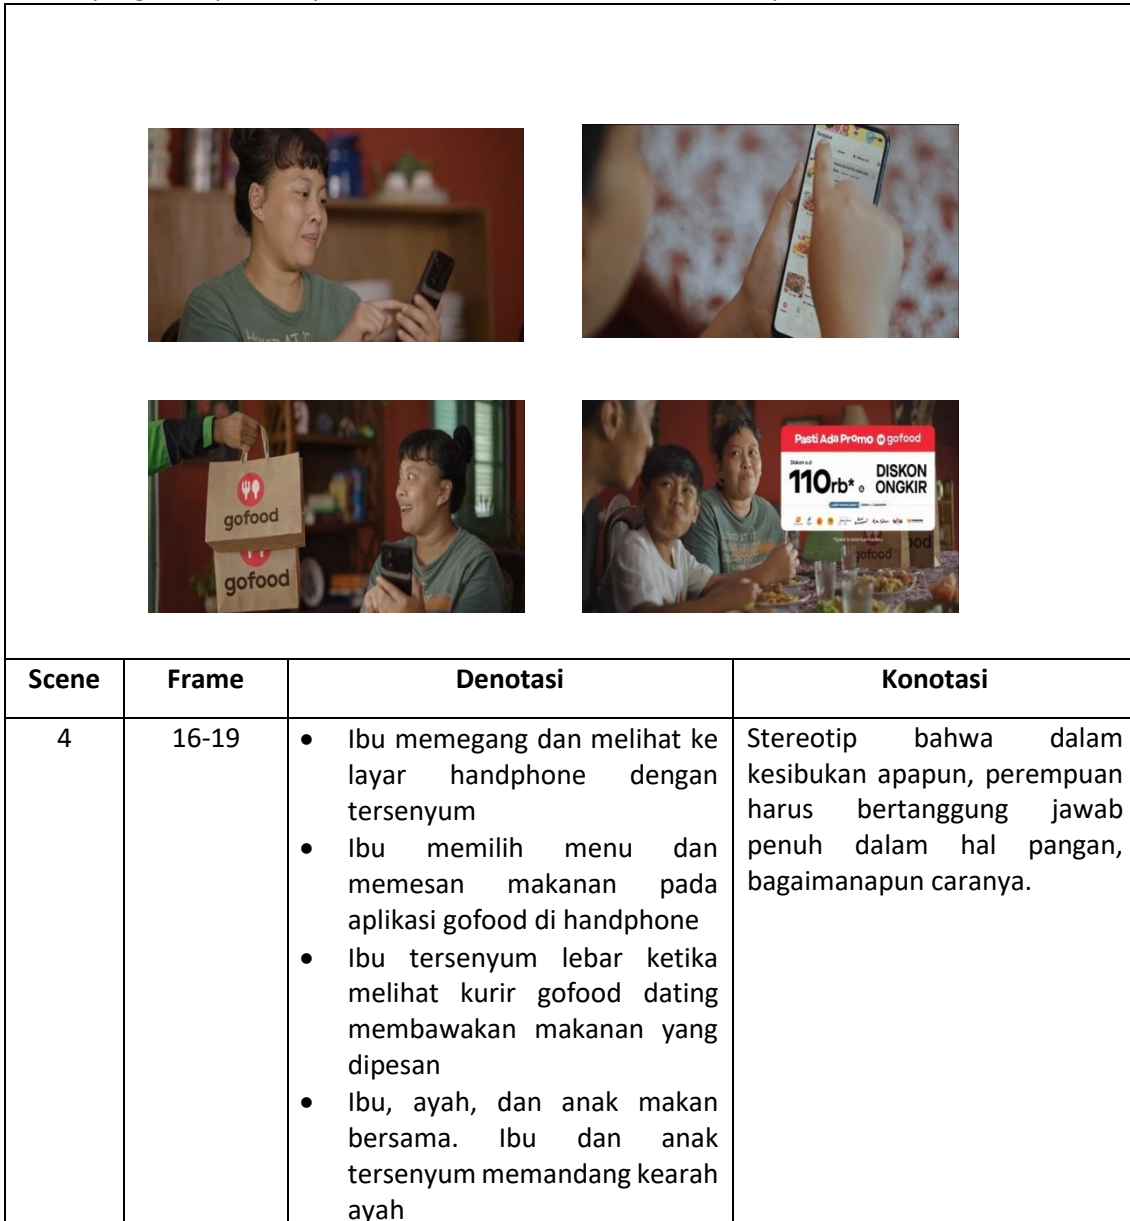 gofood
gofood
Pasti Ada Promo gofood
Diskon s.d
110rb*
DISKON
ONGKIR
gofood
Scene
Frame
Denotasi
Konotasi
4
16-19
• Ibu memegang dan melihat ke
layar handphone dengan
tersenyum
• Ibu memilih menu dan
memesan makanan pada
aplikasi gofood di handphone
• Ibu tersenyum lebar ketika
melihat kurir gofood dating
membawakan makanan yang
dipesan
• Ibu, ayah, dan anak makan
bersama. Ibu dan anak
tersenyum memandang kearah
ayah
Stereotip bahwa dalam
kesibukan apapun, perempuan
harus bertanggung jawab
penuh dalam hal pangan,
bagaimanapun caranya.